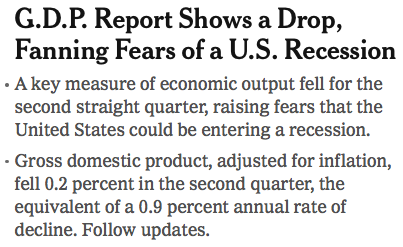 G.D.P. Report Shows a Drop,
Fanning Fears of a U.S. Recession
• A key measure of economic output fell for the
second straight quarter, raising fears that the
United States could be entering a recession.
• Gross domestic product, adjusted for inflation,
fell 0.2 percent in the second quarter, the
equivalent of a 0.9 percent annual rate of
decline. Follow updates.